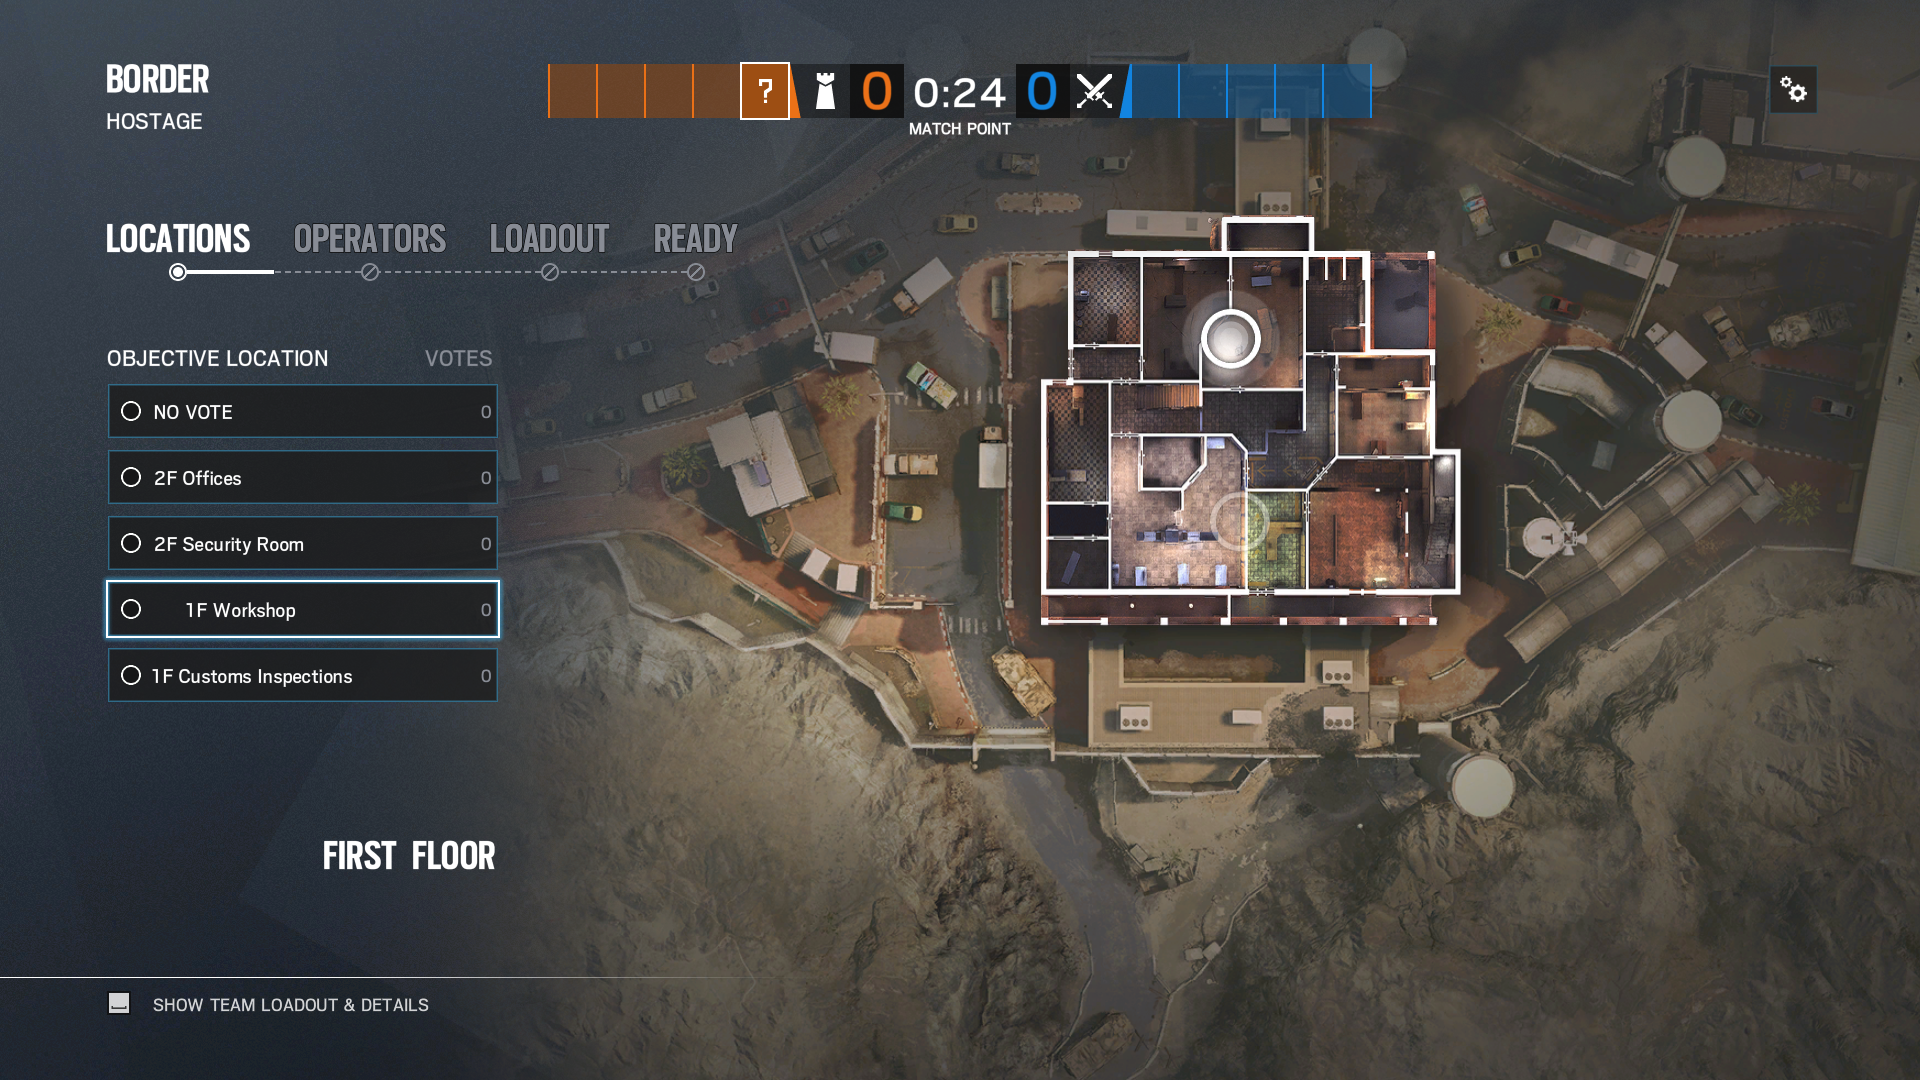 BORDER
HOSTAGE
?
0
0:24
0
MATCH POINT
LOCATIONS
OPERATORS
LOADOUT
READY
OBJECTIVE LOCATION
VOTES
NO VOTE
0
2F Offices
0
2F Security Room
0
1F Workshop
0
1F Customs Inspections
0
FIRST FLOOR
SHOW TEAM LOADOUT & DETAILS